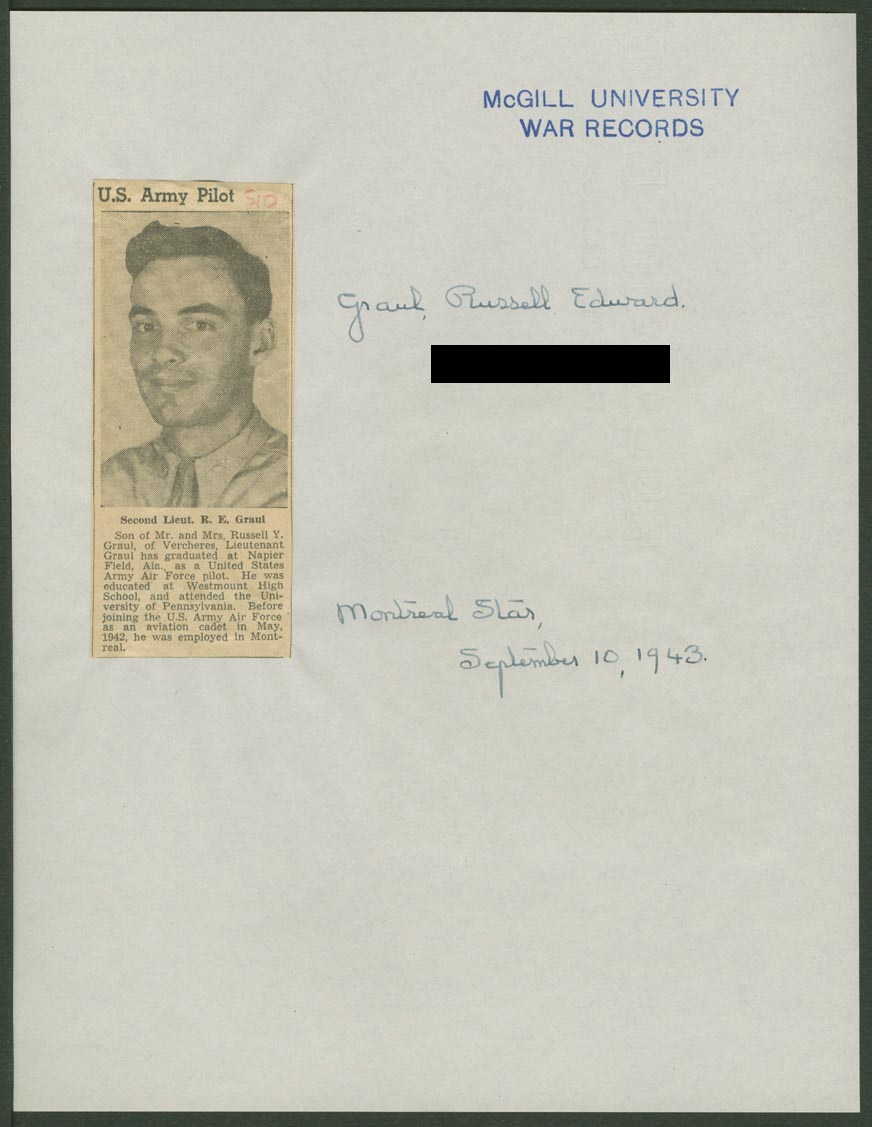 McGILL UNIVERSITY
WAR RECORDS
U.S. Army Pilot S/O
Graul, Russell Edward.
Second Lieut. R. E. Graul
Son of Mr. and Mrs. Russell Y.
Graul, of Vercheres, Lieutenant
Graul has graduated at Napier
Field, Ala., as a United States
Army Air Force pilot. He was
educated at Westmount High
School, and attended the Uni-
versity of Pennsylvania. Before
joining the U.S. Army Air Force
as an aviation cadet in May,
1942, he was employed in Mont-
real.
Montreal Star,
September 10, 1943.